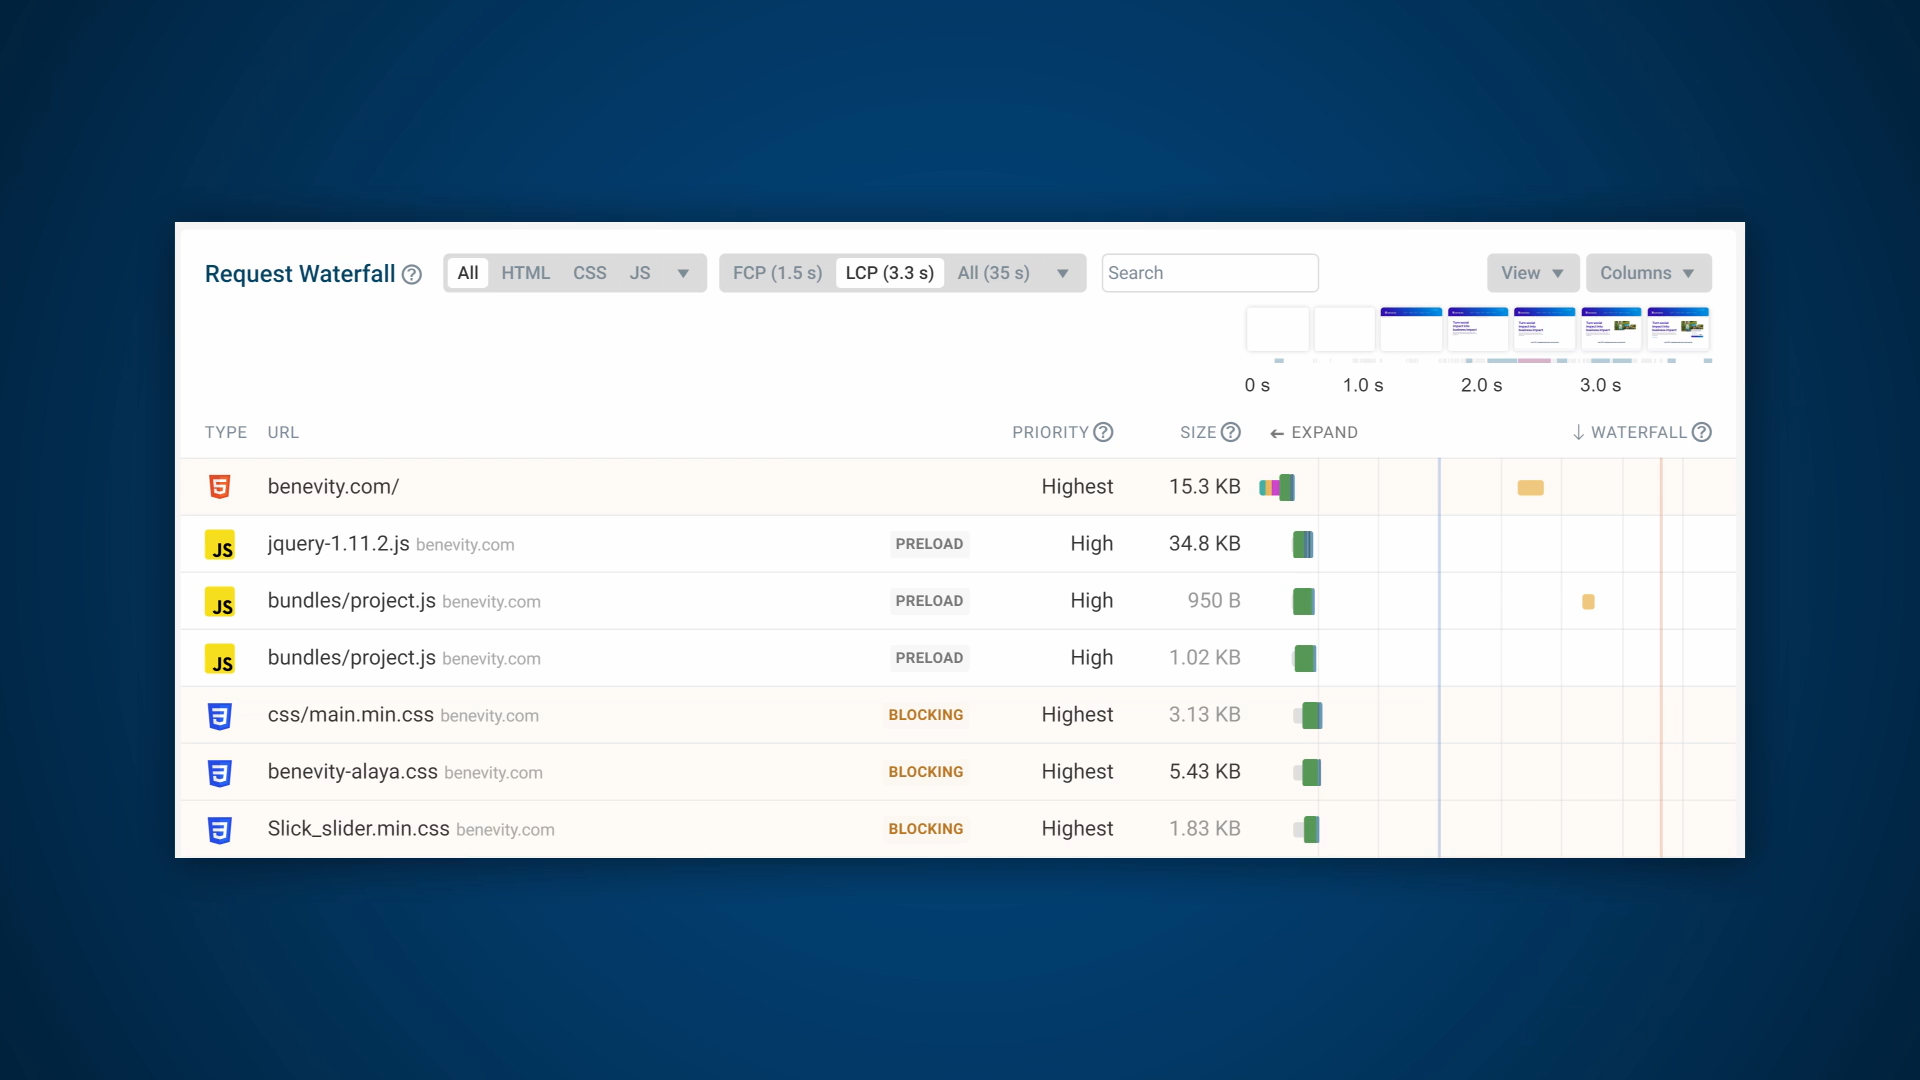 Request Waterfall ? All HTML CSS JS FCP (1.5 s) LCP (3.3 s) All (35 s) Search View Columns
0 s 1.0 s 2.0 s 3.0 s
TYPE URL PRIORITY ? SIZE ? ← EXPAND ↓ WATERFALL ?
benevity.com/ Highest 15.3 KB
JS jquery-1.11.2.js benevity.com PRELOAD High 34.8 KB
JS bundles/project.js benevity.com PRELOAD High 950 B
JS bundles/project.js benevity.com PRELOAD High 1.02 KB
css/main.min.css benevity.com BLOCKING Highest 3.13 KB
benevity-alaya.css benevity.com BLOCKING Highest 5.43 KB
Slick_slider.min.css benevity.com BLOCKING Highest 1.83 KB